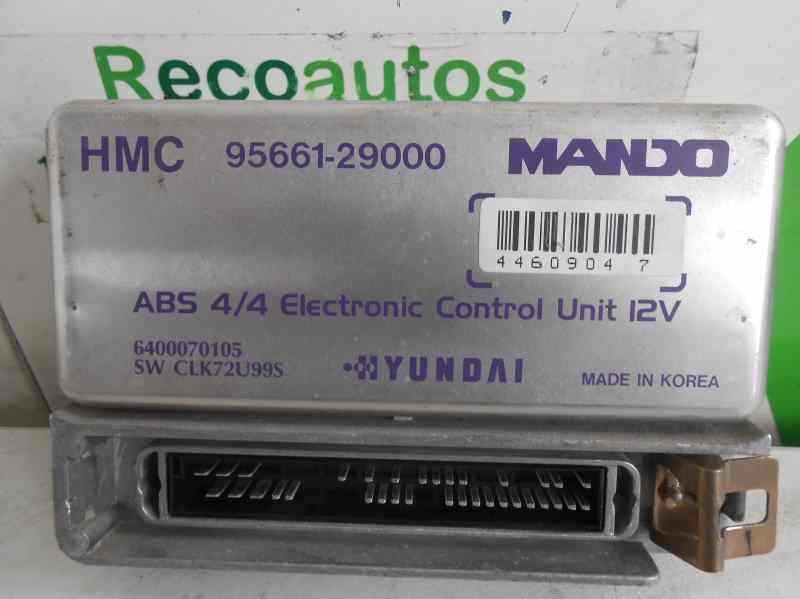 Recoautos
HMC 95661-29000 MANDO
4460904 7
ABS 4/4 Electronic Control Unit 12V
6400070105
SW CLK72U99S
HYUNDAI
MADE IN KOREA